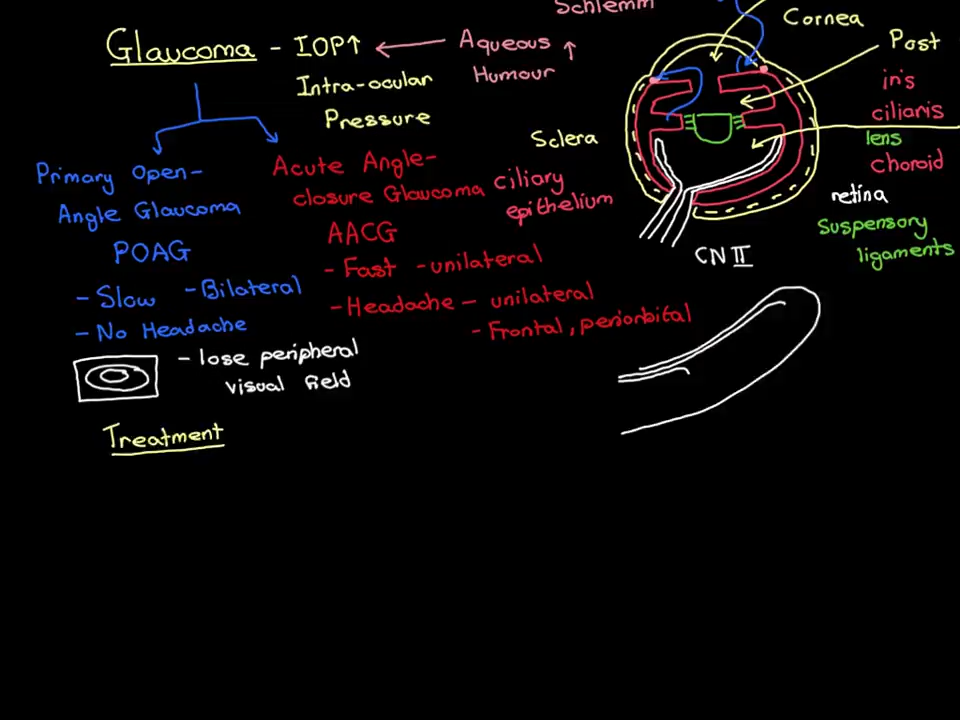 Schlemm
Glaucoma - IOP↑ ← Aqueous ↑
Humour
Intra-ocular
Pressure
Cornea
Post
iris
ciliaris
lens
choroid
retina
Suspensory
ligaments
Sclera
ciliary
epithelium
CN II
Primary Open-
Angle Glaucoma
POAG
- Slow - Bilateral
- No Headache
- lose peripheral
visual field
Acute Angle-
closure Glaucoma
AACG
- Fast - unilateral
- Headache - unilateral
- Frontal, periorbital
Treatment